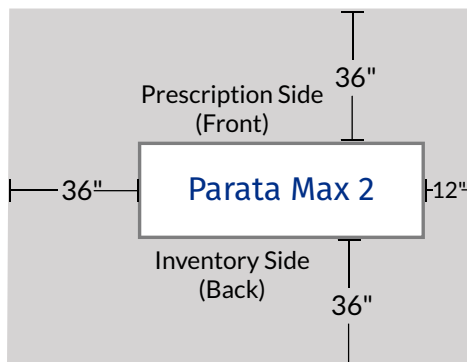 36"
Prescription Side
(Front)
36"
Parata Max 2
12"
Inventory Side
(Back)
36"